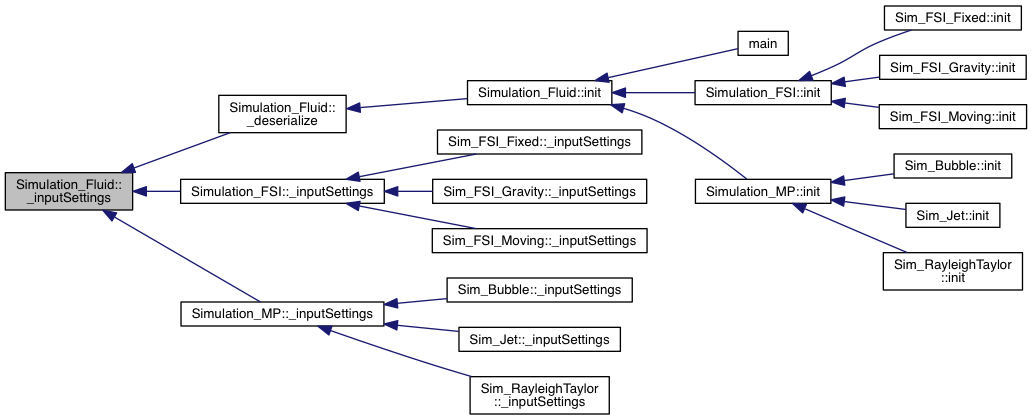 Sim_FSI_Fixed::init
main
Sim_FSI_Gravity::init
Simulation_Fluid::init
Simulation_FSI::init
Simulation_Fluid::
_deserialize
Sim_FSI_Moving::init
Sim_FSI_Fixed::_inputSettings
Sim_Bubble::init
Simulation_Fluid::
_inputSettings
Simulation_FSI::_inputSettings
Sim_FSI_Gravity::_inputSettings
Simulation_MP::init
Sim_Jet::init
Sim_FSI_Moving::_inputSettings
Sim_RayleighTaylor
::init
Sim_Bubble::_inputSettings
Simulation_MP::_inputSettings
Sim_Jet::_inputSettings
Sim_RayleighTaylor
::_inputSettings